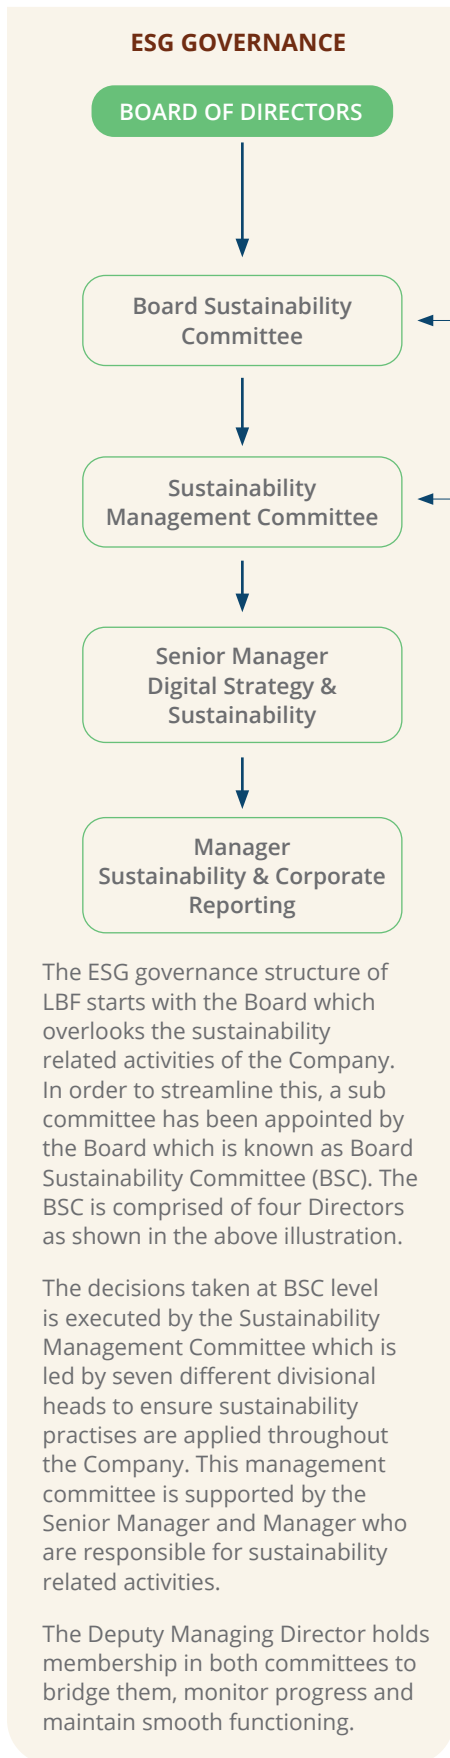 ESG GOVERNANCE
BOARD OF DIRECTORS
Board Sustainability
Committee
Sustainability
Management Committee
Senior Manager
Digital Strategy &
Sustainability
Manager
Sustainability & Corporate
Reporting
The ESG governance structure of
LBF starts with the Board which
overlooks the sustainability
related activities of the Company.
In order to streamline this, a sub
committee has been appointed by
the Board which is known as Board
Sustainability Committee (BSC). The
BSC is comprised of four Directors
as shown in the above illustration.
The decisions taken at BSC level
is executed by the Sustainability
Management Committee which is
led by seven different divisional
heads to ensure sustainability
practises are applied throughout
the Company. This management
committee is supported by the
Senior Manager and Manager who
are responsible for sustainability
related activities.
The Deputy Managing Director holds
membership in both committees to
bridge them, monitor progress and
maintain smooth functioning.